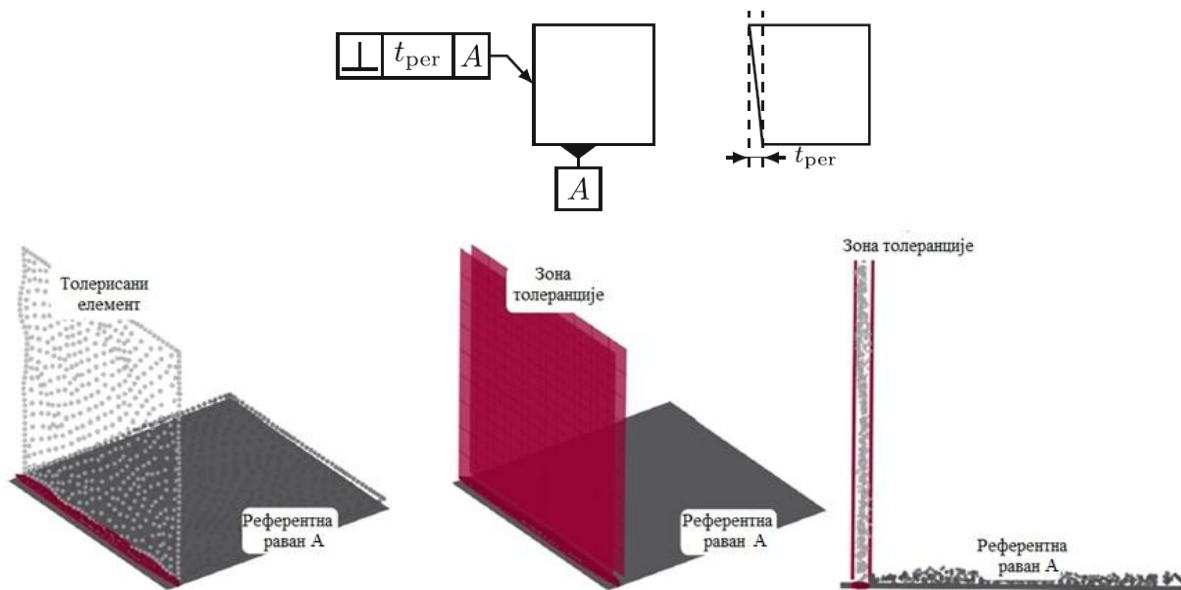 ⊥ t_per A
A
t_per
Толерисани
елемент
Референтна
раван А
Зона
толеранције
Референтна
раван А
Зона толеранције
Референтна
раван А